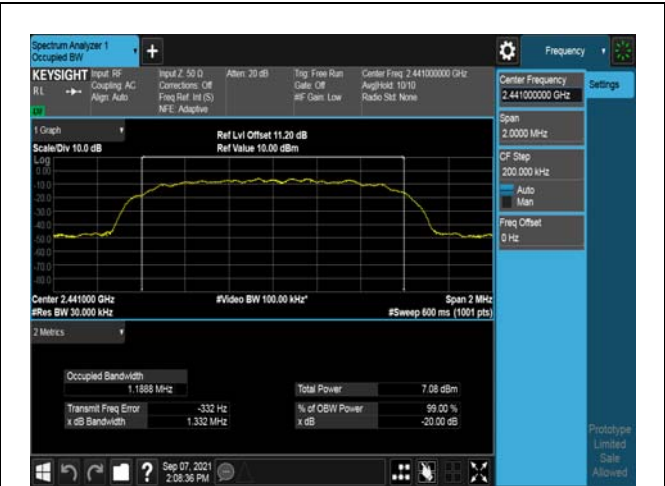 Spectrum Analyzer 1
Occupied BW
+
Frequency
KEYSIGHT
RL
Input: RF
Coupling: AC
Align: Auto
Input Z: 50 Ω
Corrections: Off
Freq Ref: Int (S)
NFE: Adaptive
Atten: 20 dB
Trig: Free Run
Gate: Off
#IF Gain: Low
Center Freq: 2.441000000 GHz
Avg|Hold: 10/10
Radio Std: None
Center Frequency
2.441000000 GHz
Settings
Span
2.0000 MHz
CF Step
200.000 kHz
Auto
Man
Freq Offset
0 Hz
1 Graph
Scale/Div 10.0 dB
Ref Lvl Offset 11.20 dB
Ref Value 10.00 dBm
Log
0.00
-10.0
-20.0
-30.0
-40.0
-50.0
-60.0
-70.0
-80.0
Center 2.441000 GHz
#Res BW 30.000 kHz
#Video BW 100.00 kHz*
Span 2 MHz
#Sweep 600 ms (1001 pts)
2 Metrics
Occupied Bandwidth
1.1888 MHz
Total Power 7.08 dBm
Transmit Freq Error -332 Hz
% of OBW Power 99.00 %
x dB Bandwidth 1.332 MHz
x dB -20.00 dB
Prototype
Limited
Sale
Allowed
?
Sep 07, 2021
2:08:36 PM